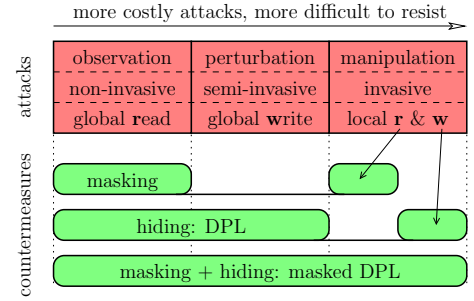 more costly attacks, more difficult to resist
attacks
observation perturbation manipulation
non-invasive semi-invasive invasive
global read global write local r & w
countermeasures
masking
hiding: DPL
masking + hiding: masked DPL